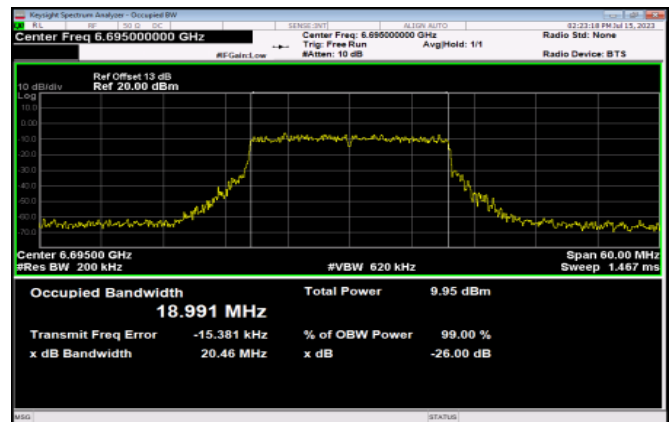 Keysight Spectrum Analyzer - Occupied BW
RL RF 50 Ω DC SENSE:INT ALIGN AUTO 02:23:18 PM Jul 15, 2023
Center Freq 6.695000000 GHz Center Freq: 6.695000000 GHz Radio Std: None
Trig: Free Run Avg|Hold: 1/1
#IFGain:Low #Atten: 10 dB Radio Device: BTS
Ref Offset 13 dB
10 dB/div Ref 20.00 dBm
Log
10.0
0.00
-10.0
-20.0
-30.0
-40.0
-50.0
-60.0
-70.0
Center 6.69500 GHz Span 60.00 MHz
#Res BW 200 kHz #VBW 620 kHz Sweep 1.467 ms
Occupied Bandwidth Total Power 9.95 dBm
18.991 MHz
Transmit Freq Error -15.381 kHz % of OBW Power 99.00 %
x dB Bandwidth 20.46 MHz x dB -26.00 dB
MSG STATUS